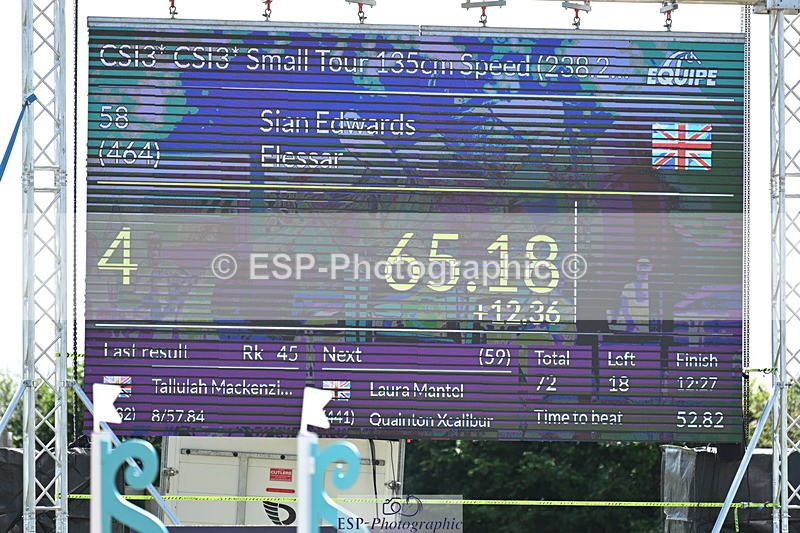 CSI3* CSI3* Small Tour 135cm Speed (238.2...
EQUIPE
58 Sian Edwards
(464) Elessar
4 65.18
+12.36
© ESP-Photographic ©
Last result Rk 45 Next (59) Total Left Finish
Tallulah Mackenzi... Laura Mantel 72 18 12:27
8/57.84 (441) Quainton Xcalibur Time to beat 52.82
ESP-Photographic